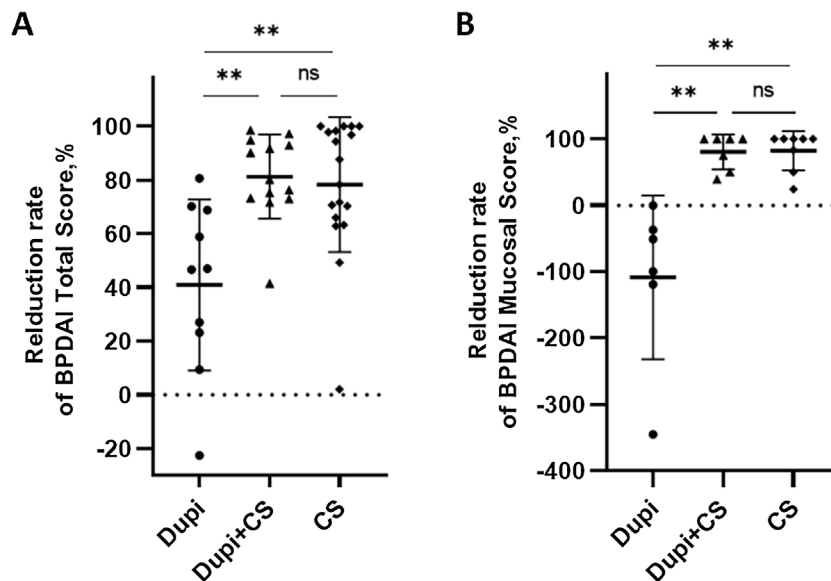 A
**
**
ns
Relduction rate
of BPDAI Total Score,%
100
80
60
40
20
0
-20
Dupi
Dupi+CS
CS
B
**
**
ns
Relduction rate
of BPDAI Mucosal Score,%
100
0
-100
-200
-300
-400
Dupi
Dupi+CS
CS